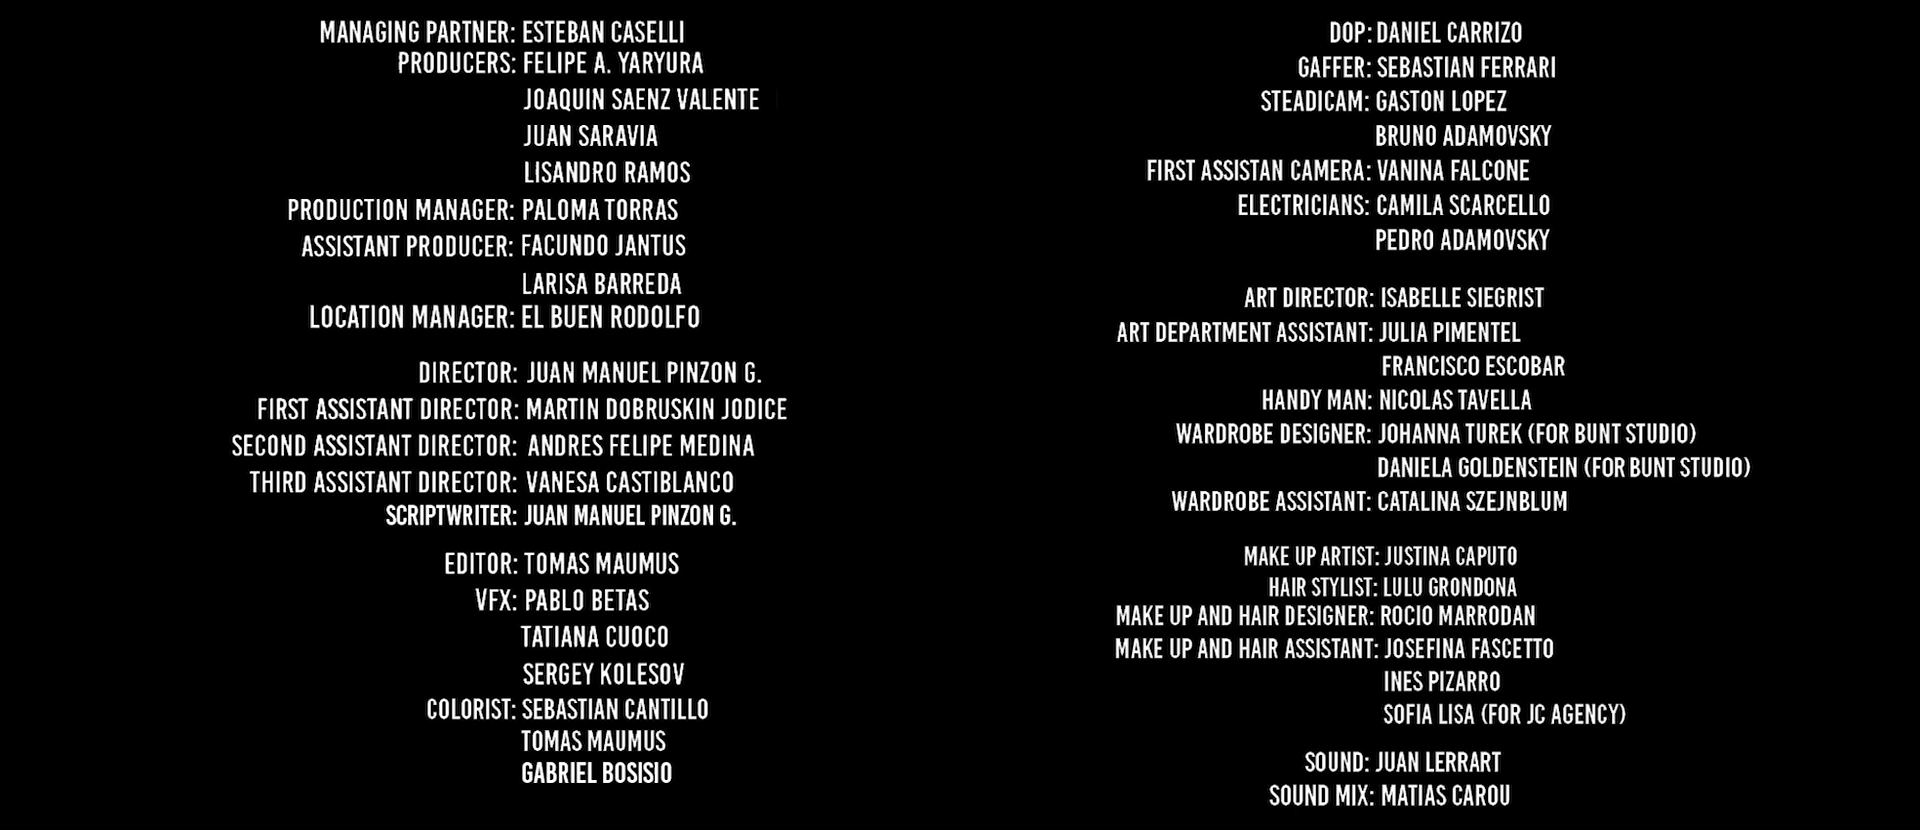 MANAGING PARTNER: ESTEBAN CASELLI
PRODUCERS: FELIPE A. YARYURA
JOAQUIN SAENZ VALENTE
JUAN SARAVIA
LISANDRO RAMOS
PRODUCTION MANAGER: PALOMA TORRAS
ASSISTANT PRODUCER: FACUNDO JANTUS
LARISA BARREDA
LOCATION MANAGER: EL BUEN RODOLFO
DIRECTOR: JUAN MANUEL PINZON G.
FIRST ASSISTANT DIRECTOR: MARTIN DOBRUSKIN JODICE
SECOND ASSISTANT DIRECTOR: ANDRES FELIPE MEDINA
THIRD ASSISTANT DIRECTOR: VANESA CASTIBLANCO
SCRIPTWRITER: JUAN MANUEL PINZON G.
EDITOR: TOMAS MAUMUS
VFX: PABLO BETAS
TATIANA CUOCO
SERGEY KOLESOV
COLORIST: SEBASTIAN CANTILLO
TOMAS MAUMUS
GABRIEL BOSISIO
DOP: DANIEL CARRIZO
GAFFER: SEBASTIAN FERRARI
STEADICAM: GASTON LOPEZ
BRUNO ADAMOVSKY
FIRST ASSISTAN CAMERA: VANINA FALCONE
ELECTRICIANS: CAMILA SCARCELLO
PEDRO ADAMOVSKY
ART DIRECTOR: ISABELLE SIEGRIST
ART DEPARTMENT ASSISTANT: JULIA PIMENTEL
FRANCISCO ESCOBAR
HANDY MAN: NICOLAS TAVELLA
WARDROBE DESIGNER: JOHANNA TUREK (FOR BUNT STUDIO)
DANIELA GOLDENSTEIN (FOR BUNT STUDIO)
WARDROBE ASSISTANT: CATALINA SZEJNBLUM
MAKE UP ARTIST: JUSTINA CAPUTO
HAIR STYLIST: LULU GRONDONA
MAKE UP AND HAIR DESIGNER: ROCIO MARRODAN
MAKE UP AND HAIR ASSISTANT: JOSEFINA FASCETTO
INES PIZARRO
SOFIA LISA (FOR JC AGENCY)
SOUND: JUAN LERRART
SOUND MIX: MATIAS CAROU